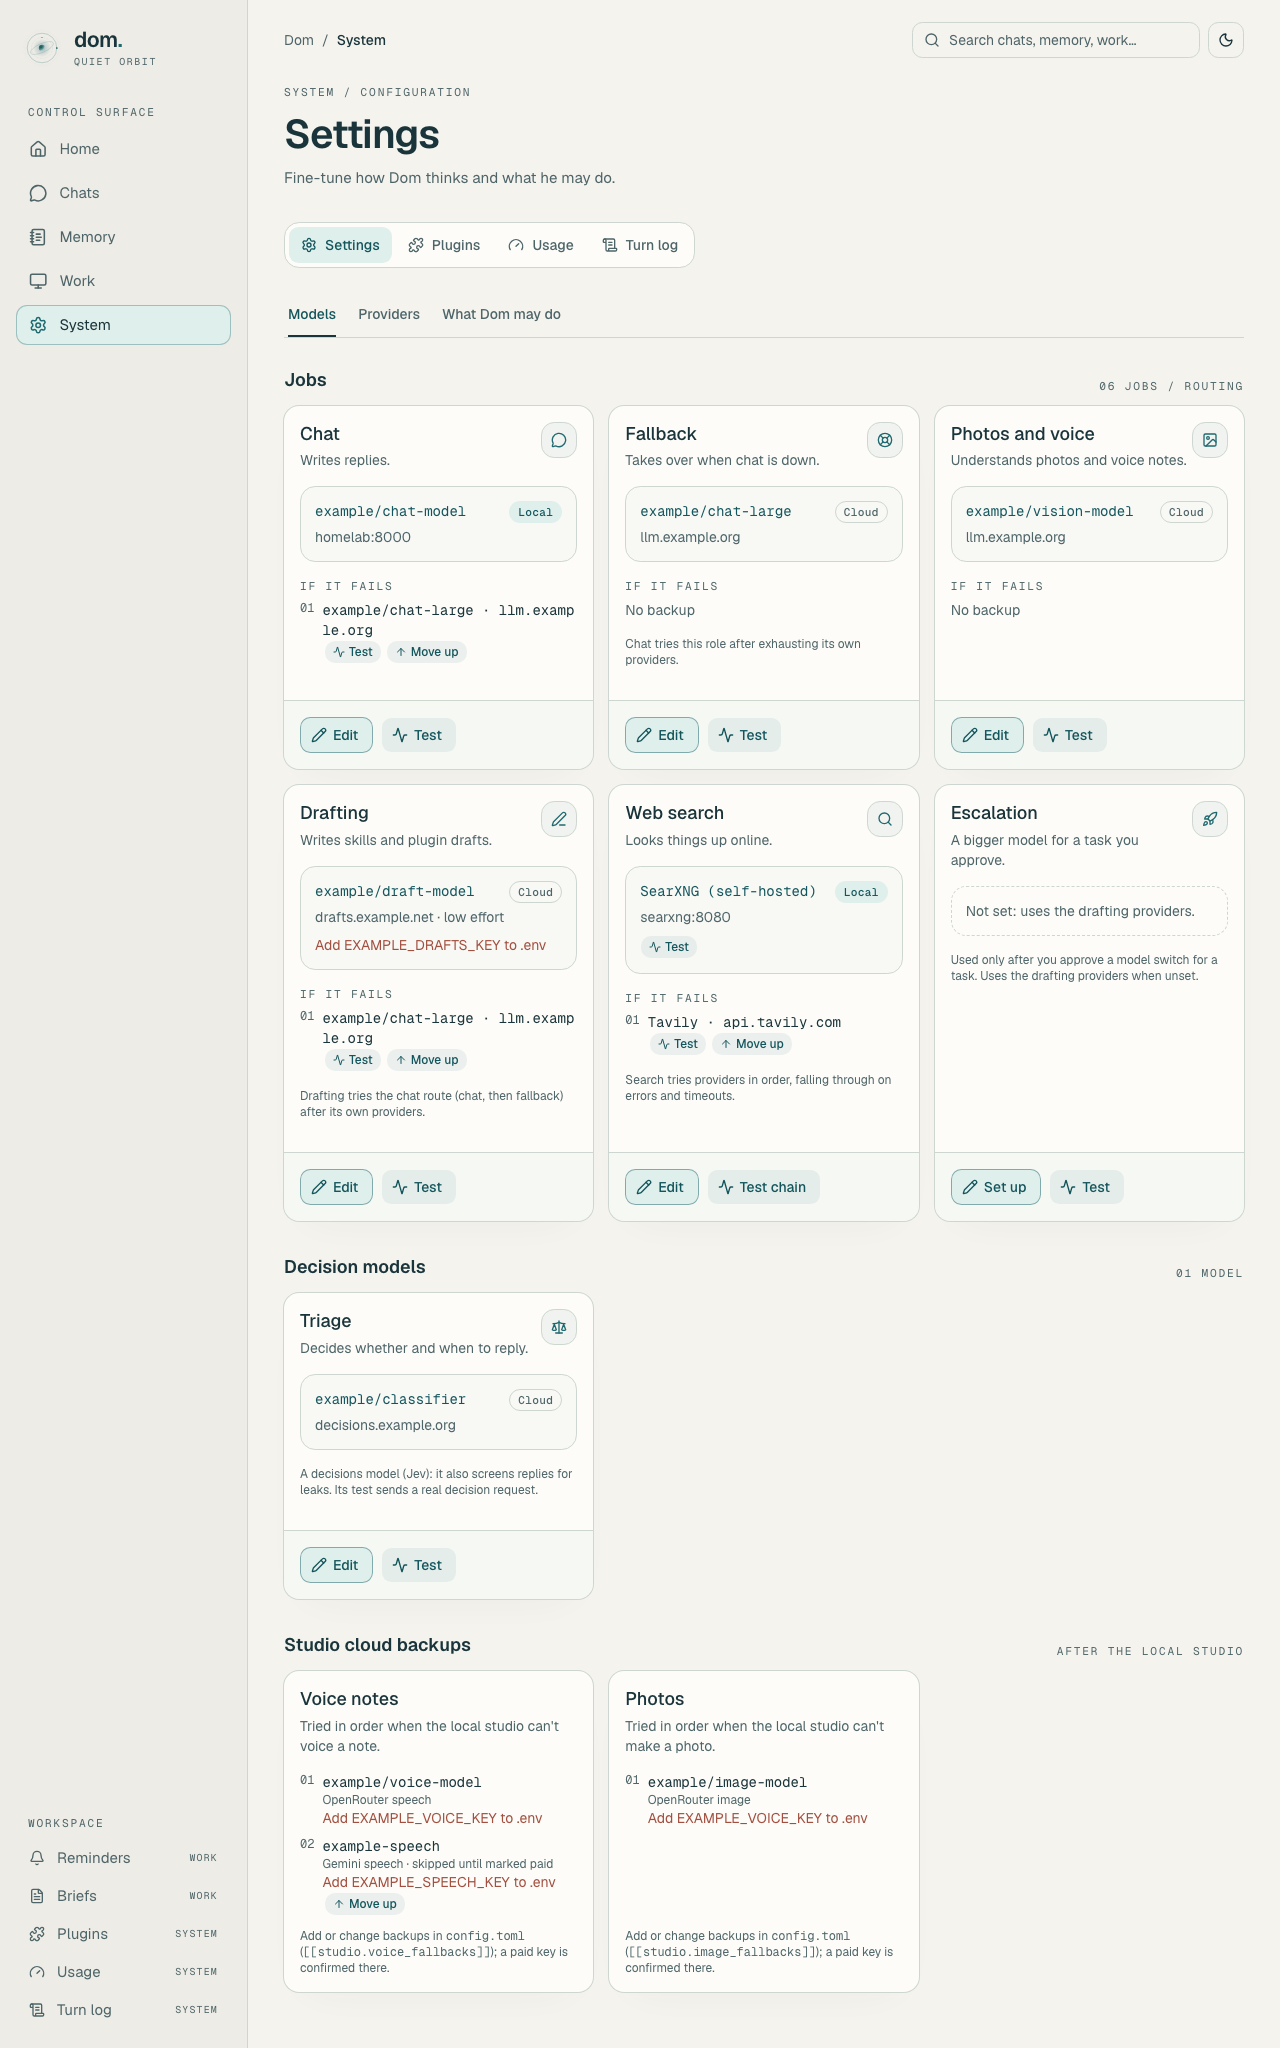 dom.
QUIET ORBIT
CONTROL SURFACE
Home
Chats
Memory
Work
System
WORKSPACE
Reminders WORK
Briefs WORK
Plugins SYSTEM
Usage SYSTEM
Turn log SYSTEM
Dom / System
Search chats, memory, work…
SYSTEM / CONFIGURATION
Settings
Fine-tune how Dom thinks and what he may do.
Settings Plugins Usage Turn log
Models Providers What Dom may do
Jobs
06 JOBS / ROUTING
Chat
Writes replies.
example/chat-model Local
homelab:8000
IF IT FAILS
01 example/chat-large · llm.examp
le.org
Test Move up
Edit Test
Fallback
Takes over when chat is down.
example/chat-large Cloud
llm.example.org
IF IT FAILS
No backup
Chat tries this role after exhausting its own
providers.
Edit Test
Photos and voice
Understands photos and voice notes.
example/vision-model Cloud
llm.example.org
IF IT FAILS
No backup
Edit Test
Drafting
Writes skills and plugin drafts.
example/draft-model Cloud
drafts.example.net · low effort
Add EXAMPLE_DRAFTS_KEY to .env
IF IT FAILS
01 example/chat-large · llm.examp
le.org
Test Move up
Drafting tries the chat route (chat, then fallback)
after its own providers.
Edit Test
Web search
Looks things up online.
SearXNG (self-hosted) Local
searxng:8080
Test
IF IT FAILS
01 Tavily · api.tavily.com
Test Move up
Search tries providers in order, falling through on
errors and timeouts.
Edit Test chain
Escalation
A bigger model for a task you
approve.
Not set: uses the drafting providers.
Used only after you approve a model switch for a
task. Uses the drafting providers when unset.
Set up Test
Decision models
01 MODEL
Triage
Decides whether and when to reply.
example/classifier Cloud
decisions.example.org
A decisions model (Jev): it also screens replies for
leaks. Its test sends a real decision request.
Edit Test
Studio cloud backups
AFTER THE LOCAL STUDIO
Voice notes
Tried in order when the local studio can't
voice a note.
01 example/voice-model
OpenRouter speech
Add EXAMPLE_VOICE_KEY to .env
02 example-speech
Gemini speech · skipped until marked paid
Add EXAMPLE_SPEECH_KEY to .env
Move up
Add or change backups in config.toml
([[studio.voice_fallbacks]]); a paid key is
confirmed there.
Photos
Tried in order when the local studio can't
make a photo.
01 example/image-model
OpenRouter image
Add EXAMPLE_VOICE_KEY to .env
Add or change backups in config.toml
([[studio.image_fallbacks]]); a paid key is
confirmed there.